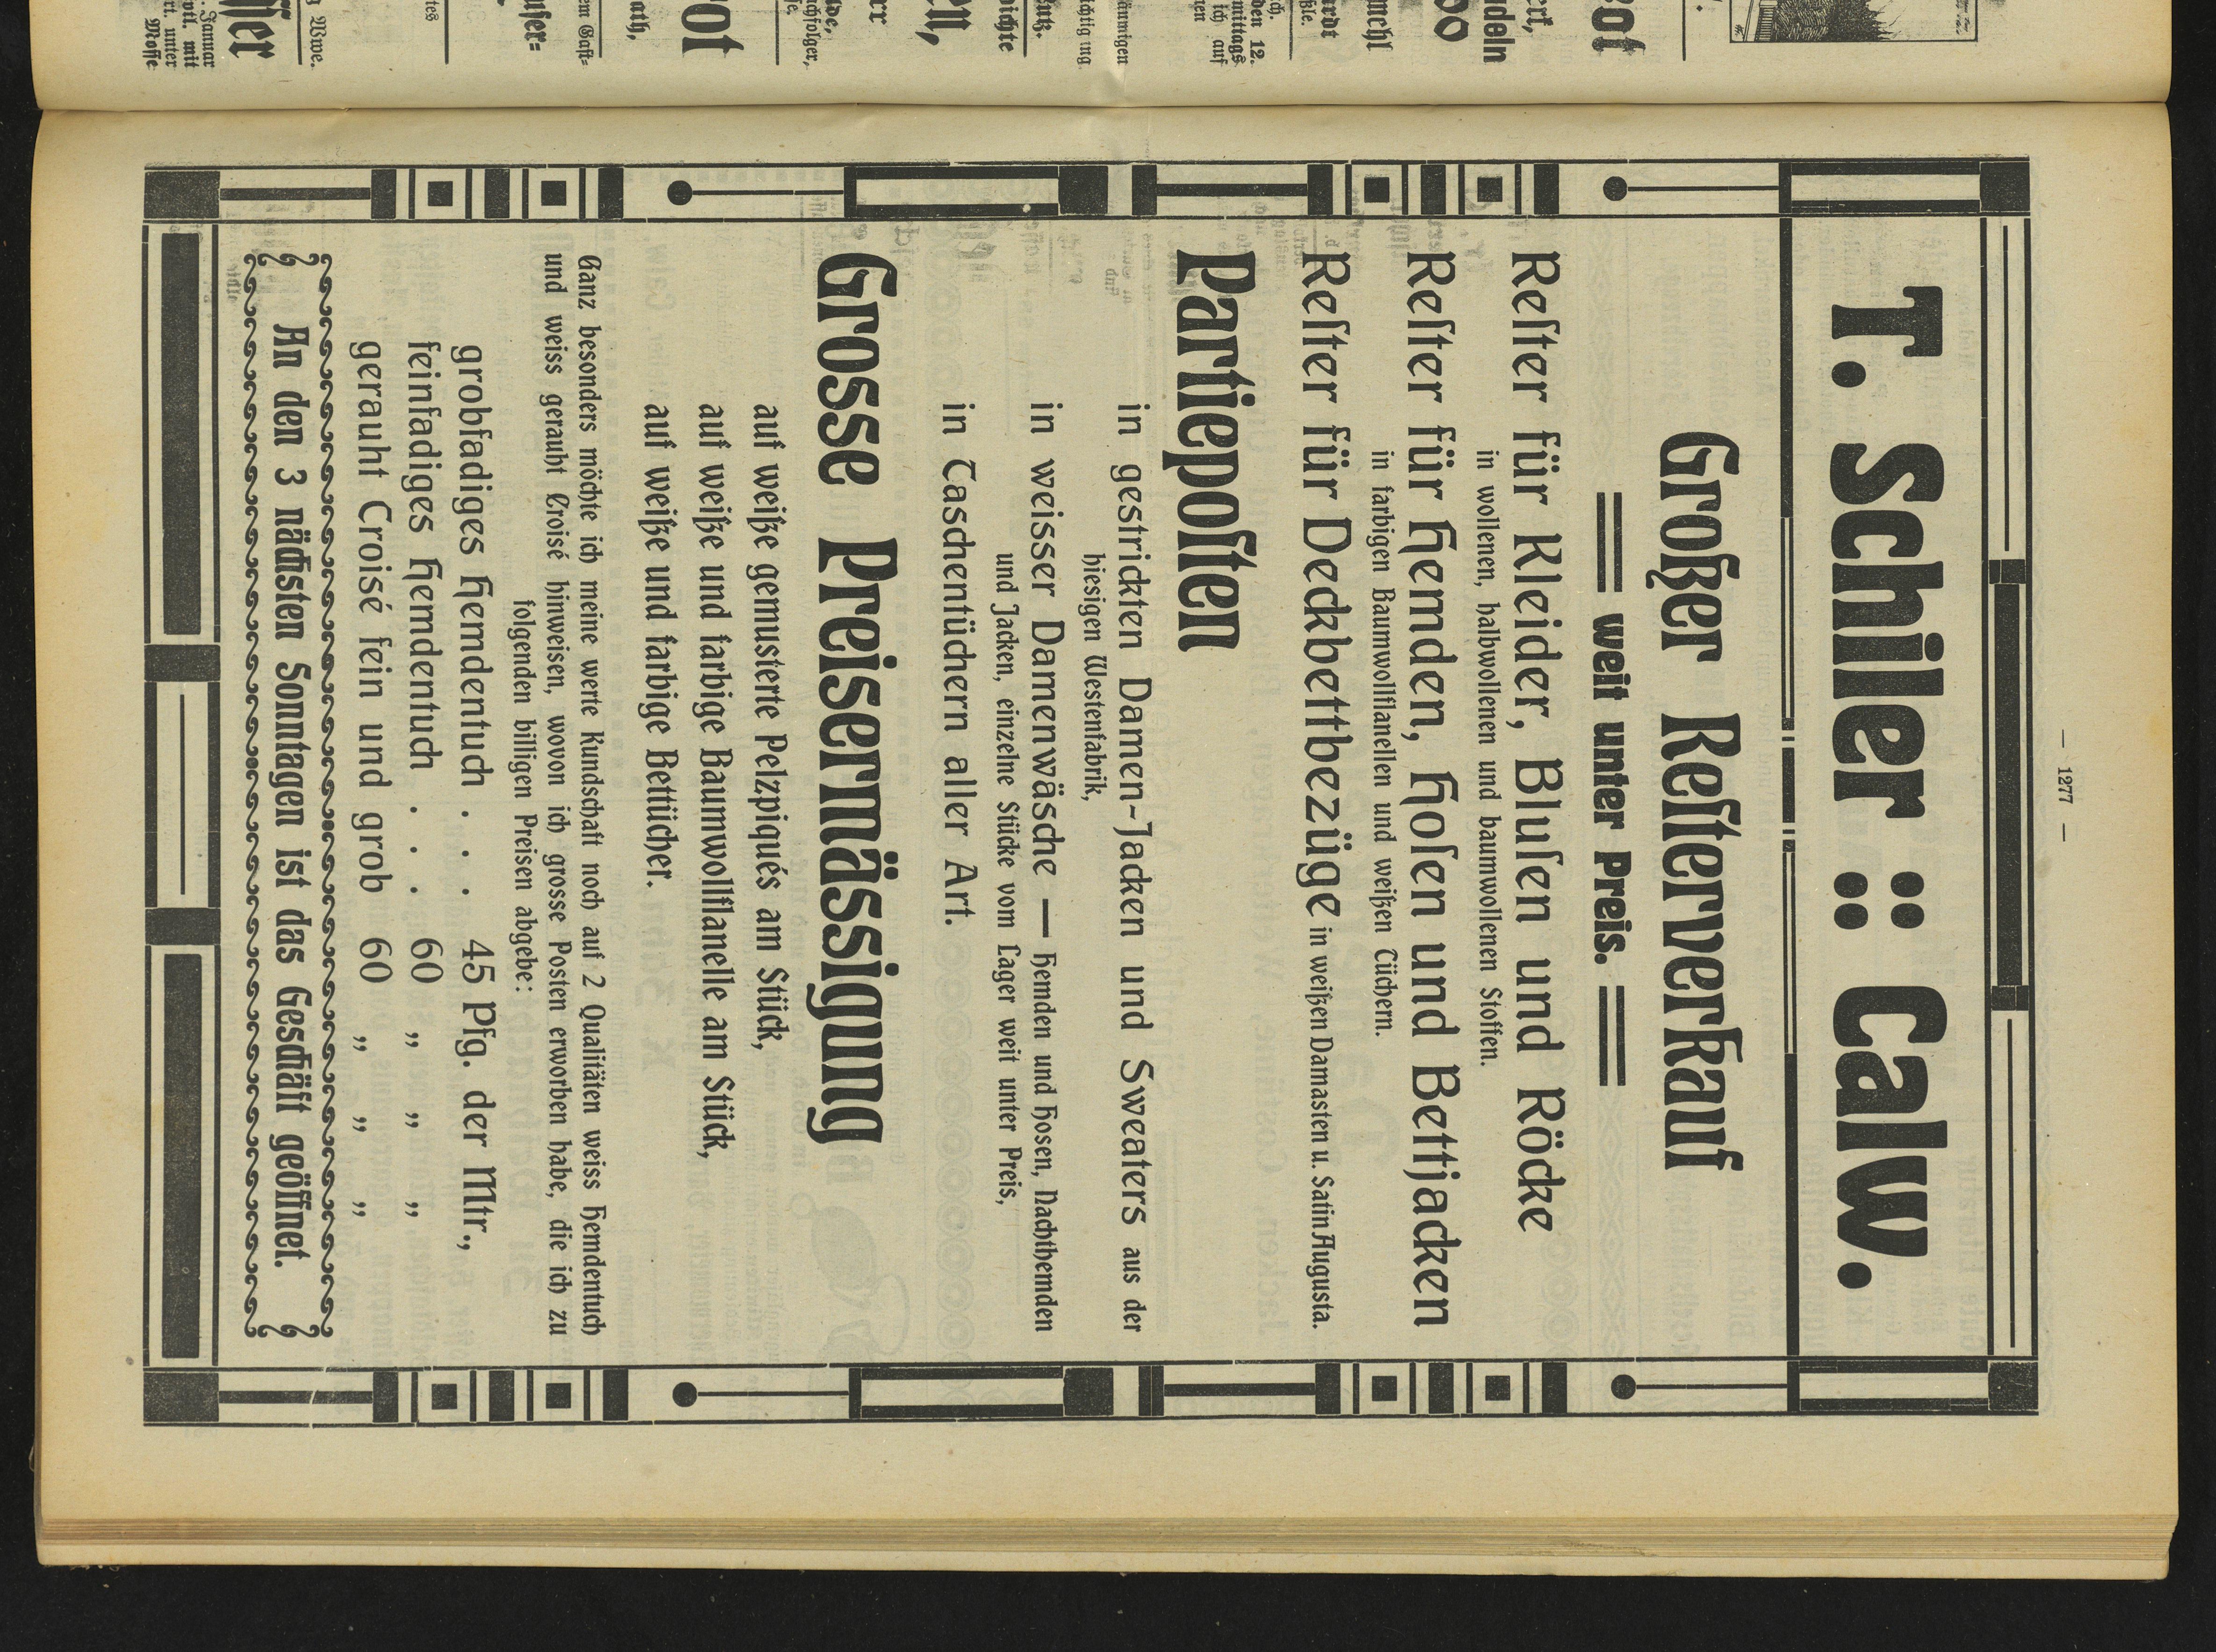 — 1277 —
T. Schiller :: Calw.
Großer Resterverkauf
weit unter Preis.
Reſter für Kleider, Bluſen und Röcke
in wollenen, halbwollenen und baumwollenen Stoffen.
Reſter für Hemden, Hoſen und Bettjacken
in farbigen Baumwollflanellen und weißen Tüchern.
Reſter für Deckbettbezüge in weißen Damasten u. Satin Augusta.
Partiepoſten
in gestrickten Damen-Jacken und Sweaters aus der
hiesigen Westenfabrik,
in weisser Damenwäsche — Hemden und Hosen, Nachthemden
und Jacken, einzelne Stücke vom Lager weit unter Preis,
in Taschentüchern aller Art.
Grosse Preisermässigung
auf weiße gemusterte Pelzpiqués am Stück,
auf weiße und farbige Baumwollflanelle am Stück,
auf weiße und farbige Bettücher.
Ganz besonders möchte ich meine werte Kundschaft noch auf 2 Qualitäten weiss Hemdentuch
und weiss gerauht Croisé hinweisen, wovon ich grosse Posten erworben habe, die ich zu
folgenden billigen Preisen abgebe:
grobfadiges Hemdentuch . . . 45 Pfg. der Mtr.,
feinfadiges Hemdentuch . . . 60 „ „ „
gerauht Croisé fein und grob 60 „ „ „
An den 3 nächsten Sonntagen ist das Geschäft geöffnet.